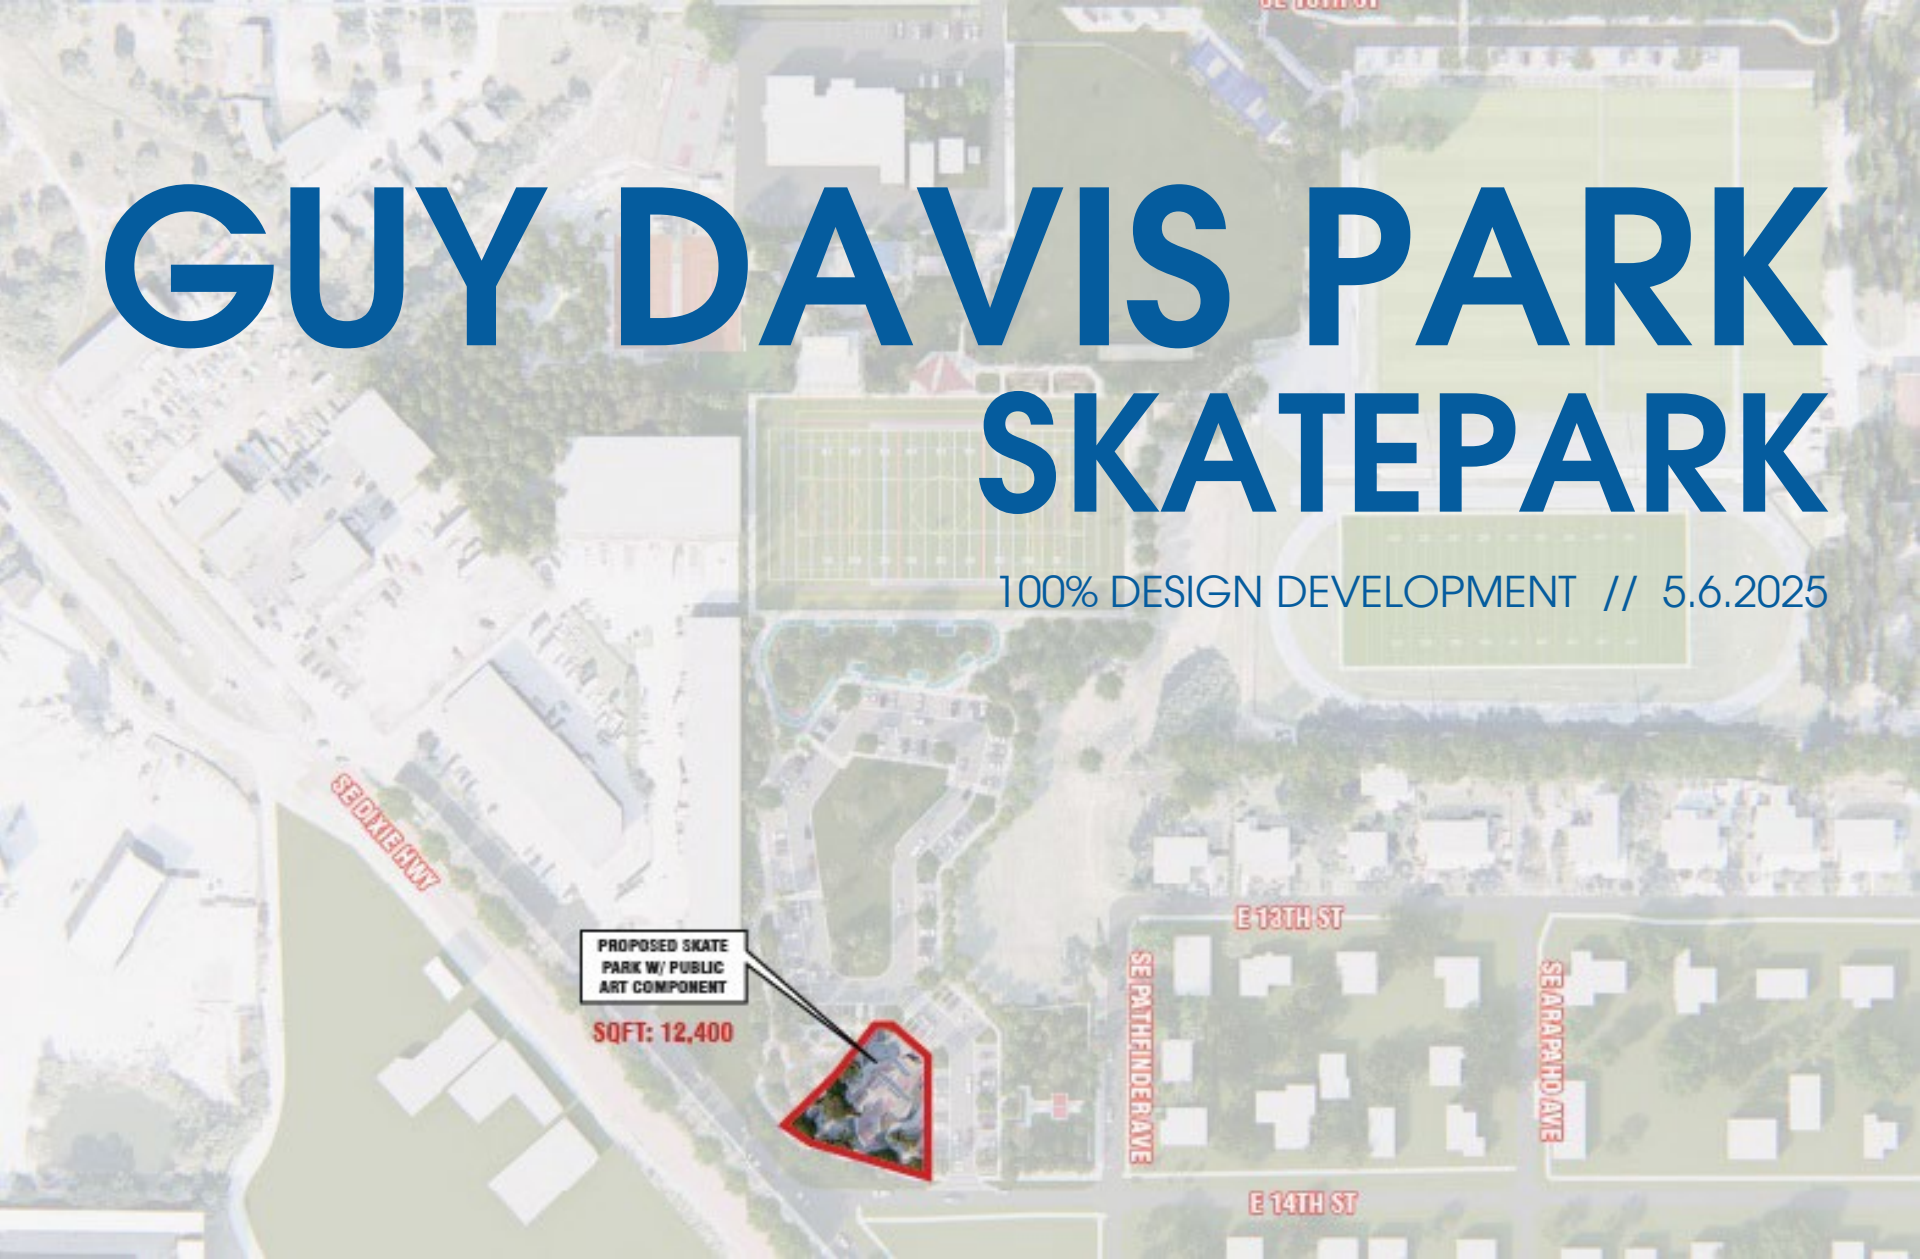 GUY DAVIS PARK
SKATEPARK
100% DESIGN DEVELOPMENT // 5.6.2025
SE DIXIE HWY
PROPOSED SKATE
PARK W/ PUBLIC
ART COMPONENT
SQFT: 12,400
E 13TH ST
SE PATHFINDER AVE
SE ARAPAHO AVE
E 14TH ST